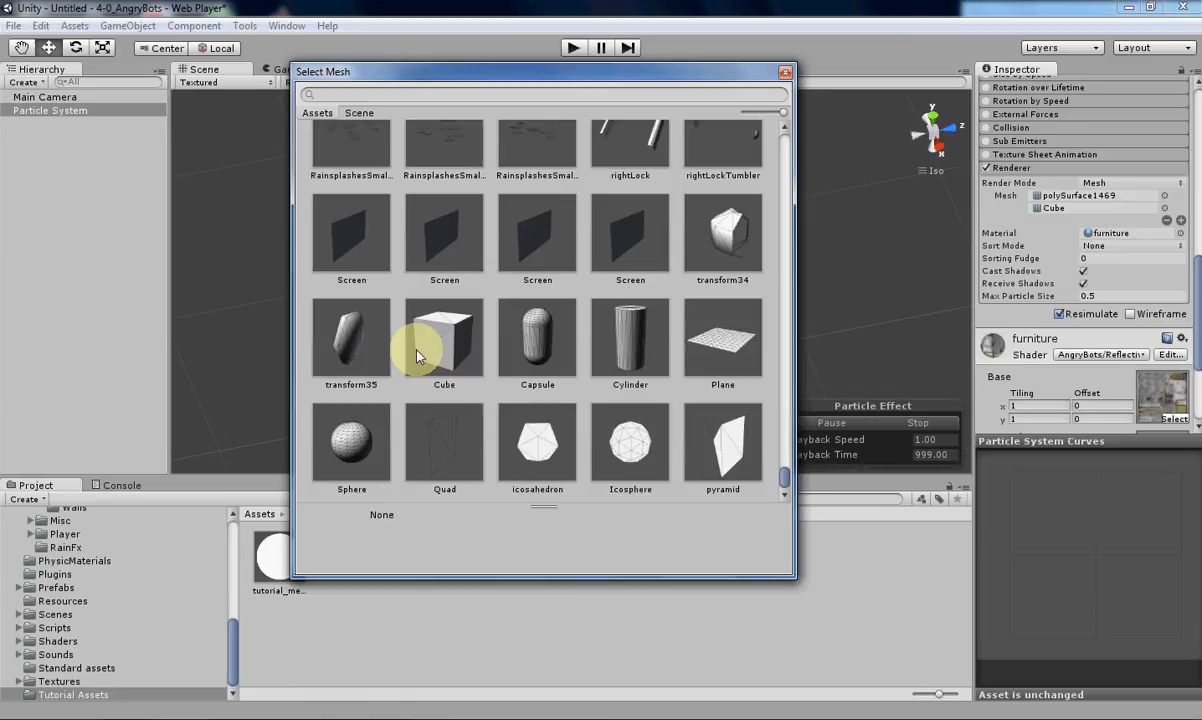 Unity - Untitled - 4-0_AngryBots - Web Player*
File Edit Assets GameObject Component Tools Window Help
Center Local
Layers Layout
Hierarchy
Create All
Main Camera
Particle System
Scene
Textured
Select Mesh
Assets Scene
RainsplashesSmal... RainsplashesSmal... RainsplashesSmal... rightLock rightLockTumbler
Screen Screen Screen Screen transform34
transform35 Cube Capsule Cylinder Plane
Sphere Quad icosahedron Icosphere pyramid
None
y
z
Iso
Particle Effect
Pause Stop
ayback Speed 1.00
ayback Time 999.00
Inspector
Rotation over Lifetime
Rotation by Speed
External Forces
Collision
Sub Emitters
Texture Sheet Animation
Renderer
Render Mode Mesh
Mesh polySurface1469
Cube
Material furniture
Sort Mode None
Sorting Fudge 0
Cast Shadows
Receive Shadows
Max Particle Size 0.5
Resimulate Wireframe
furniture
Shader AngryBots/Reflecti Edit...
Base
Tiling Offset
x 1 0
y 1 0
Select
Particle System Curves
Asset is unchanged
Project Console
Create
Walls
Misc
Player
RainFx
PhysicMaterials
Plugins
Prefabs
Resources
Scenes
Scripts
Shaders
Sounds
Standard assets
Textures
Tutorial Assets
Assets
tutorial_me...